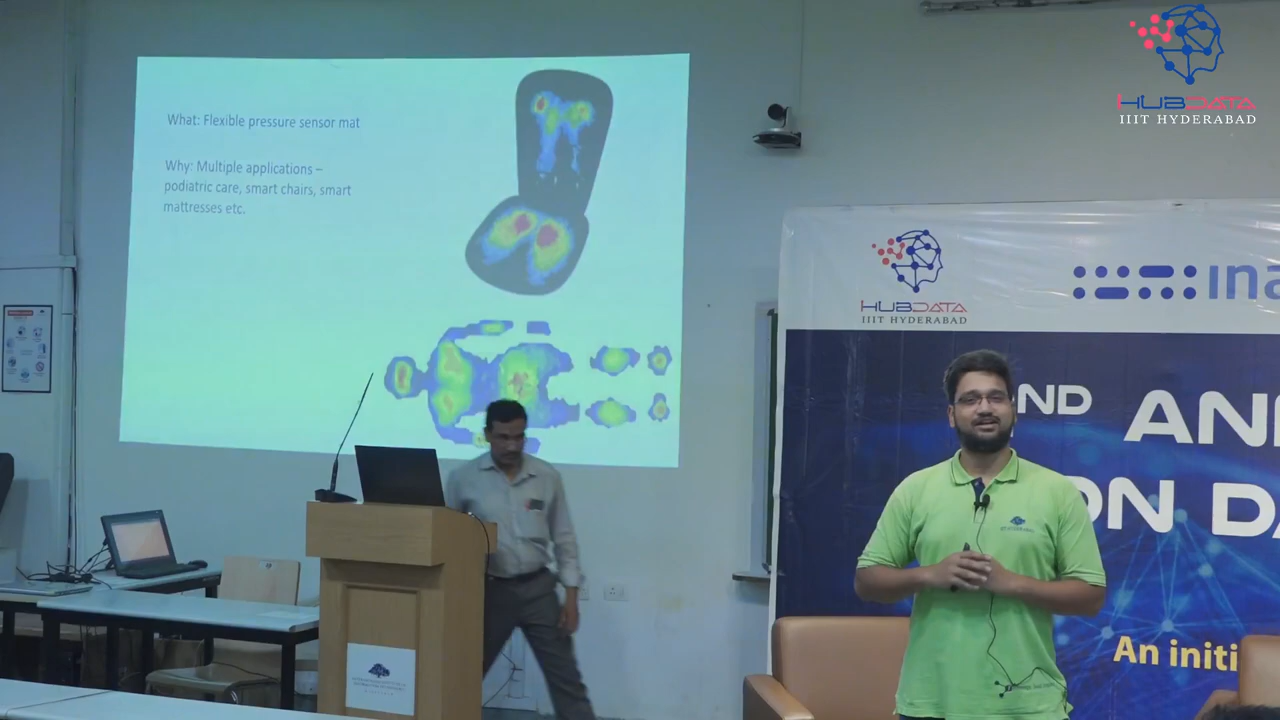 What: Flexible pressure sensor mat
Why: Multiple applications –
podiatric care, smart chairs, smart
mattresses etc.
HUBDATA
IIIT HYDERABAD
HUBDATA
IIIT HYDERABAD
ina
ND AN
ON DA
An initi